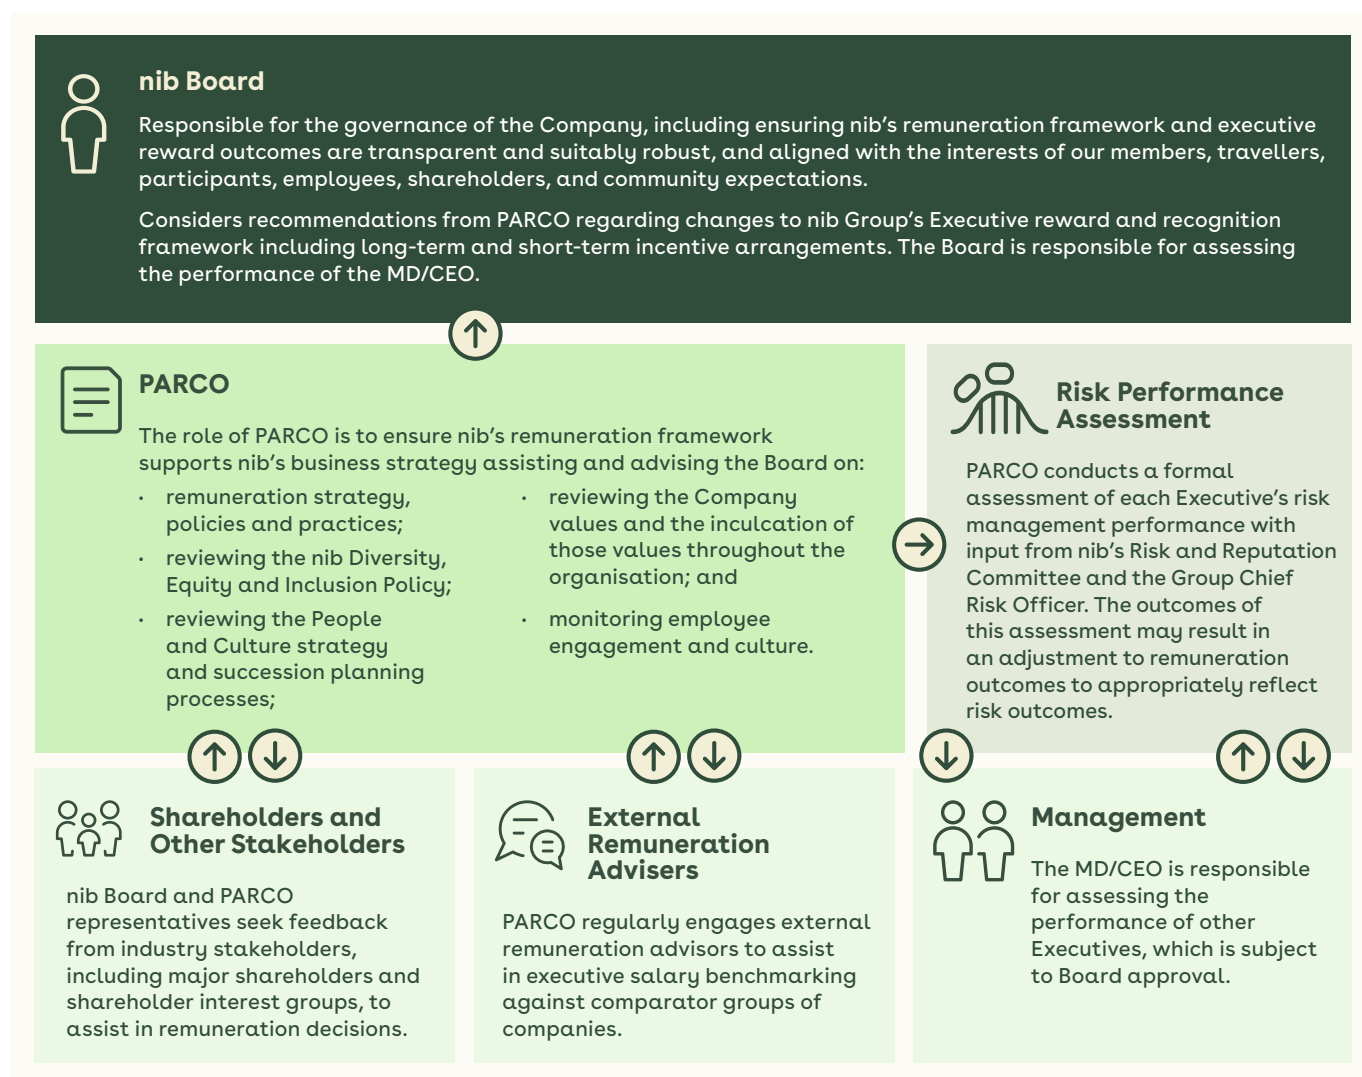 nib Board
Responsible for the governance of the Company, including ensuring nib’s remuneration framework and executive
reward outcomes are transparent and suitably robust, and aligned with the interests of our members, travellers,
participants, employees, shareholders, and community expectations.
Considers recommendations from PARCO regarding changes to nib Group’s Executive reward and recognition
framework including long-term and short-term incentive arrangements. The Board is responsible for assessing
the performance of the MD/CEO.
PARCO
The role of PARCO is to ensure nib’s remuneration framework
supports nib’s business strategy assisting and advising the Board on:
• remuneration strategy,
policies and practices;
• reviewing the nib Diversity,
Equity and Inclusion Policy;
• reviewing the People
and Culture strategy
and succession planning
processes;
• reviewing the Company
values and the inculcation of
those values throughout the
organisation; and
• monitoring employee
engagement and culture.
Risk Performance
Assessment
PARCO conducts a formal
assessment of each Executive’s risk
management performance with
input from nib’s Risk and Reputation
Committee and the Group Chief
Risk Officer. The outcomes of
this assessment may result in
an adjustment to remuneration
outcomes to appropriately reflect
risk outcomes.
Shareholders and
Other Stakeholders
nib Board and PARCO
representatives seek feedback
from industry stakeholders,
including major shareholders and
shareholder interest groups, to
assist in remuneration decisions.
External
Remuneration
Advisers
PARCO regularly engages external
remuneration advisors to assist
in executive salary benchmarking
against comparator groups of
companies.
Management
The MD/CEO is responsible
for assessing the
performance of other
Executives, which is subject
to Board approval.